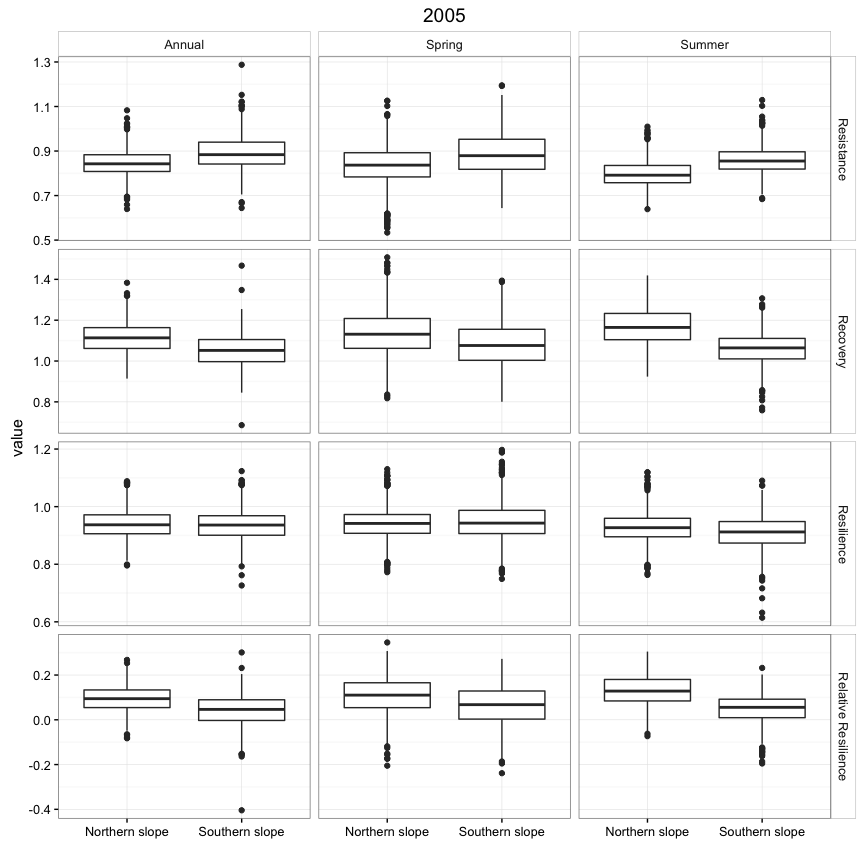 2005
Annual Spring Summer
1.3
1.1
0.9
0.7
0.5
Resistance
1.4
1.2
1.0
0.8
Recovery
value
1.2
1.0
0.8
0.6
Resilience
0.2
0.0
-0.2
-0.4
Relative Resilience
Northern slope Southern slope Northern slope Southern slope Northern slope Southern slope